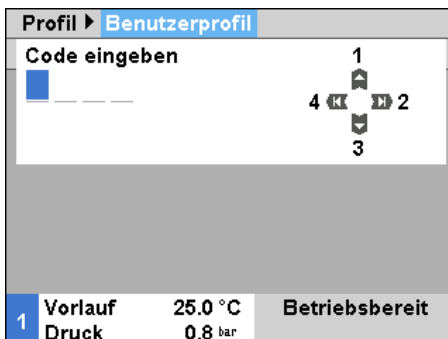 Profil ▶ Benutzerprofil
Code eingeben
1
4 2
3
1
Vorlauf 25.0 °C Betriebsbereit
Druck 0.8 bar